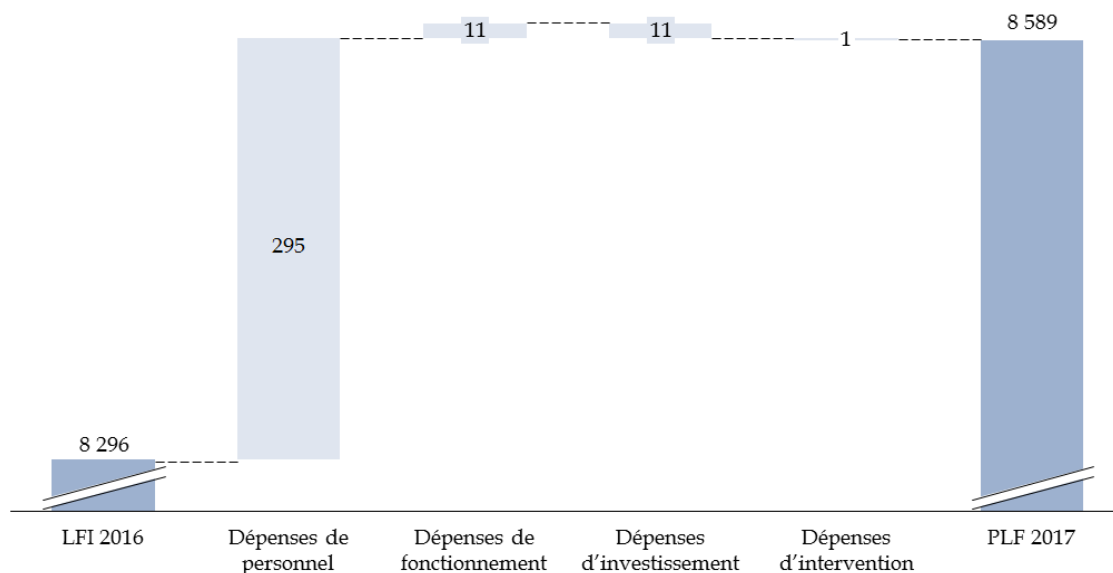 11
11
1
8 589
295
8 296
LFI 2016
Dépenses de
personnel
Dépenses de
fonctionnement
Dépenses
d’investissement
Dépenses
d’intervention
PLF 2017